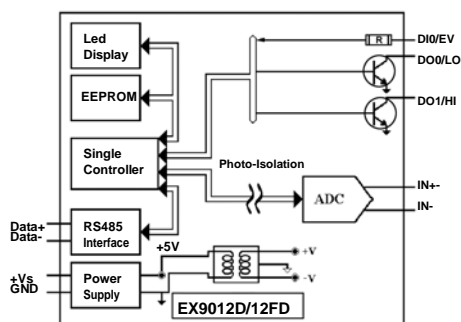 Led
Display
EEPROM
Single
Controller
RS485
Interface
Power
Supply
Data+
Data-
+Vs
GND
+5V
Photo-Isolation
R
DI0/EV
DO0/LO
DO1/HI
ADC
IN+-
IN-
+V
-V
EX9012D/12FD